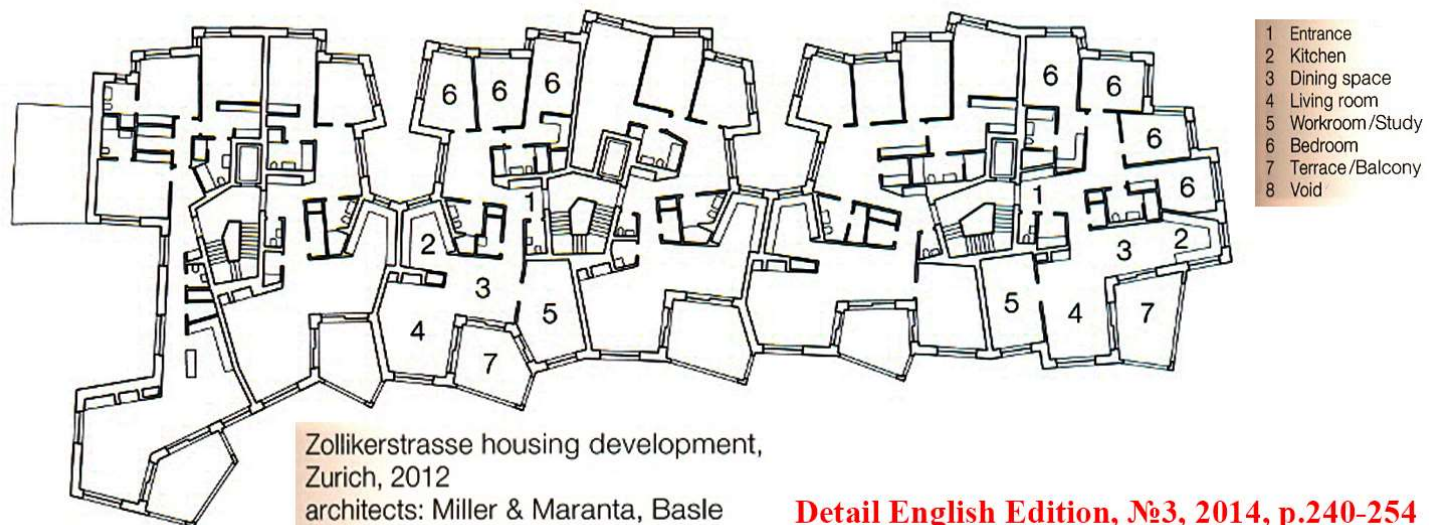 6 6 6
6 6
6
6
1
1
2
3
2
3
5
4
7
5
4
7
1 Entrance
2 Kitchen
3 Dining space
4 Living room
5 Workroom/Study
6 Bedroom
7 Terrace/Balcony
8 Void
Zollikerstrasse housing development,
Zurich, 2012
architects: Miller & Maranta, Basle
Detail English Edition, №3, 2014, p.240-254